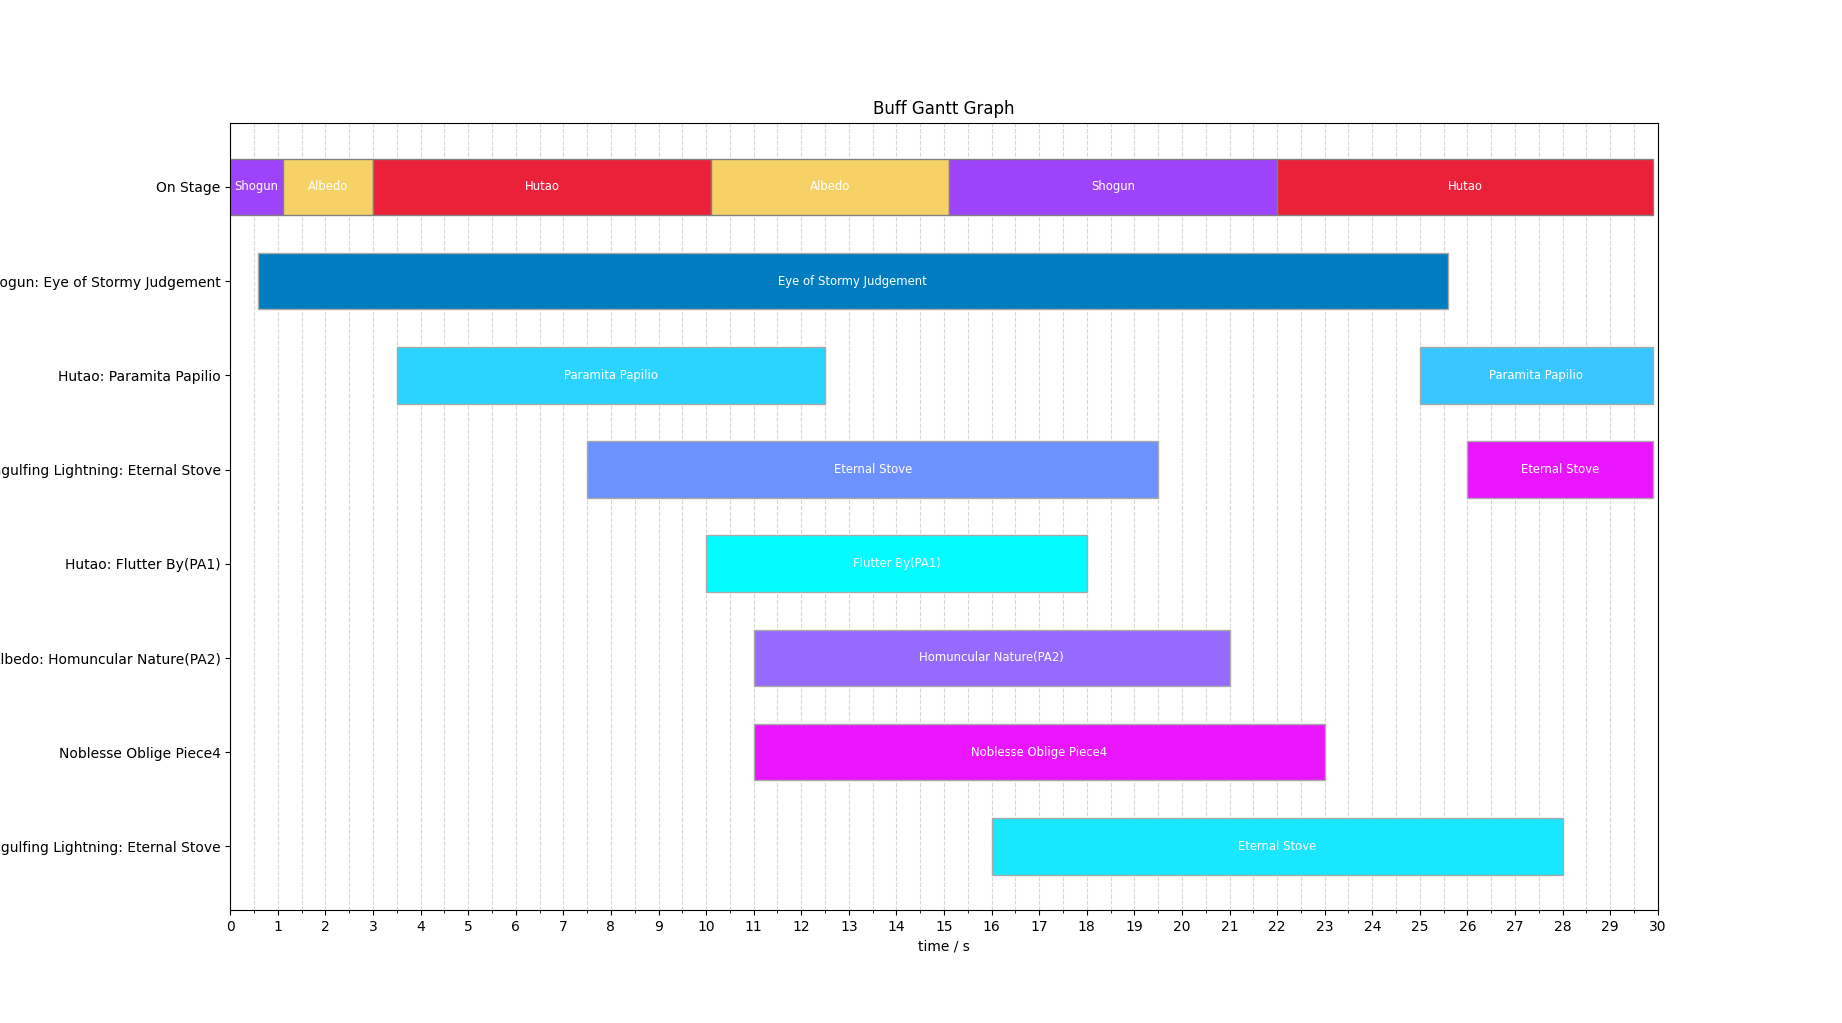 Buff Gantt Graph
On Stage
Shogun
Albedo
Hutao
Albedo
Shogun
Hutao
ogun: Eye of Stormy Judgement
Eye of Stormy Judgement
Hutao: Paramita Papilio
Paramita Papilio
Paramita Papilio
gulfing Lightning: Eternal Stove
Eternal Stove
Eternal Stove
Hutao: Flutter By(PA1)
Flutter By(PA1)
lbedo: Homuncular Nature(PA2)
Homuncular Nature(PA2)
Noblesse Oblige Piece4
Noblesse Oblige Piece4
gulfing Lightning: Eternal Stove
Eternal Stove
0 1 2 3 4 5 6 7 8 9 10 11 12 13 14 15 16 17 18 19 20 21 22 23 24 25 26 27 28 29 30
time / s